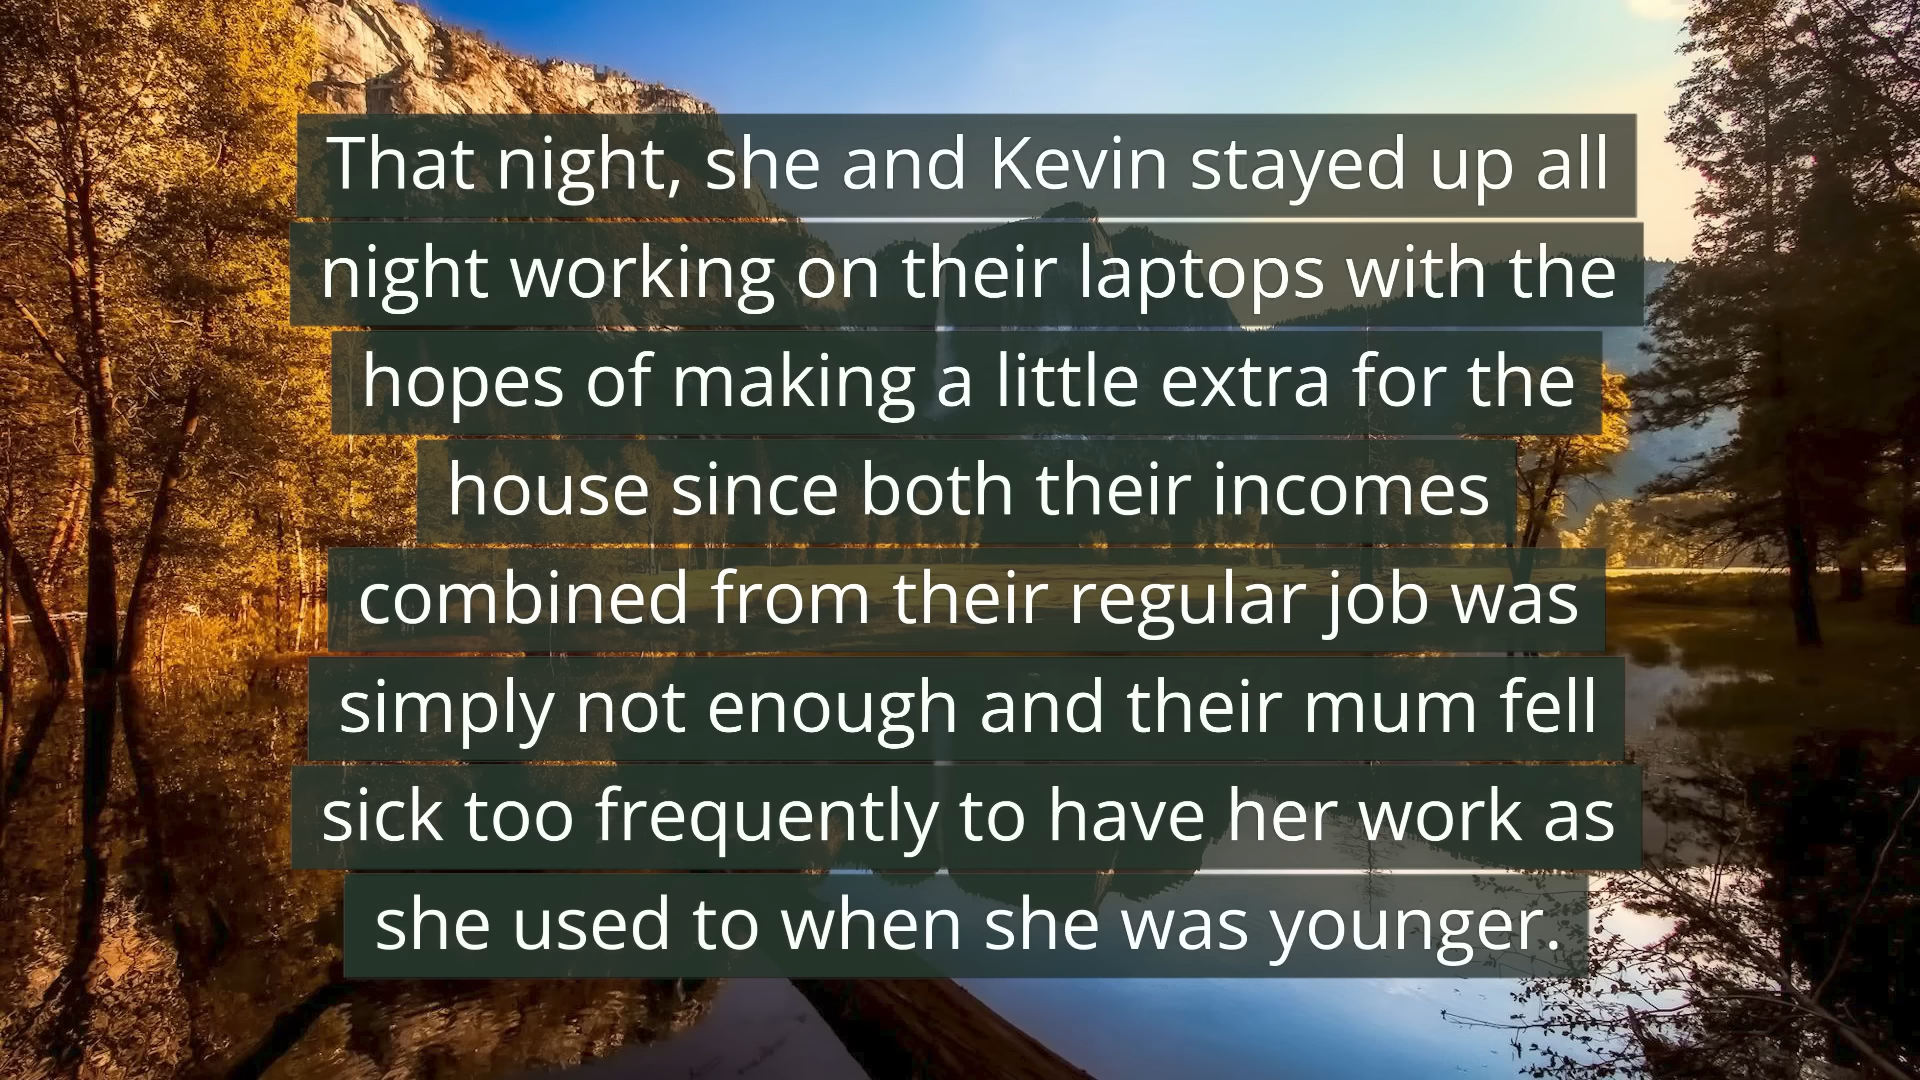 That night, she and Kevin stayed up all
night working on their laptops with the
hopes of making a little extra for the
house since both their incomes
combined from their regular job was
simply not enough and their mum fell
sick too frequently to have her work as
she used to when she was younger.